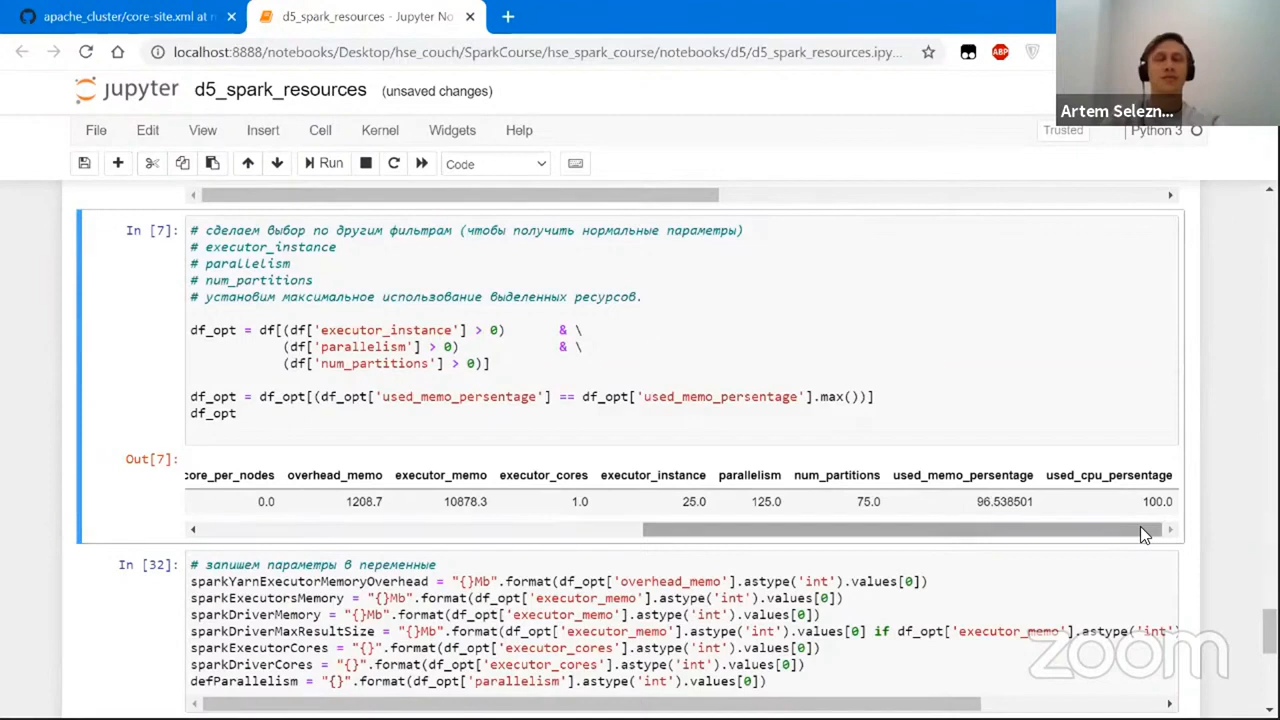 apache_cluster/core-site.xml at
d5_spark_resources - Jupyter No
localhost:8888/notebooks/Desktop/hse_couch/SparkCourse/hse_spark_course/notebooks/d5/d5_spark_resources.ipy...
ABP
Artem Selezn...
jupyter d5_spark_resources (unsaved changes)
File Edit View Insert Cell Kernel Widgets Help
Trusted Python 3
Run Code
In [7]:
# сделаем выбор по другим фильтрам (чтобы получить нормальные параметры)
# executor_instance
# parallelism
# num_partitions
# установим максимальное использование выделенных ресурсов.
df_opt = df[(df['executor_instance'] > 0) & \
(df['parallelism'] > 0) & \
(df['num_partitions'] > 0)]
df_opt = df_opt[(df_opt['used_memo_persentage'] == df_opt['used_memo_persentage'].max())]
df_opt
Out[7]:
core_per_nodes overhead_memo executor_memo executor_cores executor_instance parallelism num_partitions used_memo_persentage used_cpu_persentage
0.0 1208.7 10878.3 1.0 25.0 125.0 75.0 96.538501 100.0
In [32]:
# запишем параметры в переменные
sparkYarnExecutorMemoryOverhead = "{}Mb".format(df_opt['overhead_memo'].astype('int').values[0])
sparkExecutorsMemory = "{}Mb".format(df_opt['executor_memo'].astype('int').values[0])
sparkDriverMemory = "{}Mb".format(df_opt['executor_memo'].astype('int').values[0])
sparkDriverMaxResultSize = "{}Mb".format(df_opt['executor_memo'].astype('int').values[0] if df_opt['executor_memo'].astype('int'
sparkExecutorCores = "{}".format(df_opt['executor_cores'].astype('int').values[0])
sparkDriverCores = "{}".format(df_opt['executor_cores'].astype('int').values[0])
defParallelism = "{}".format(df_opt['parallelism'].astype('int').values[0])
zoom